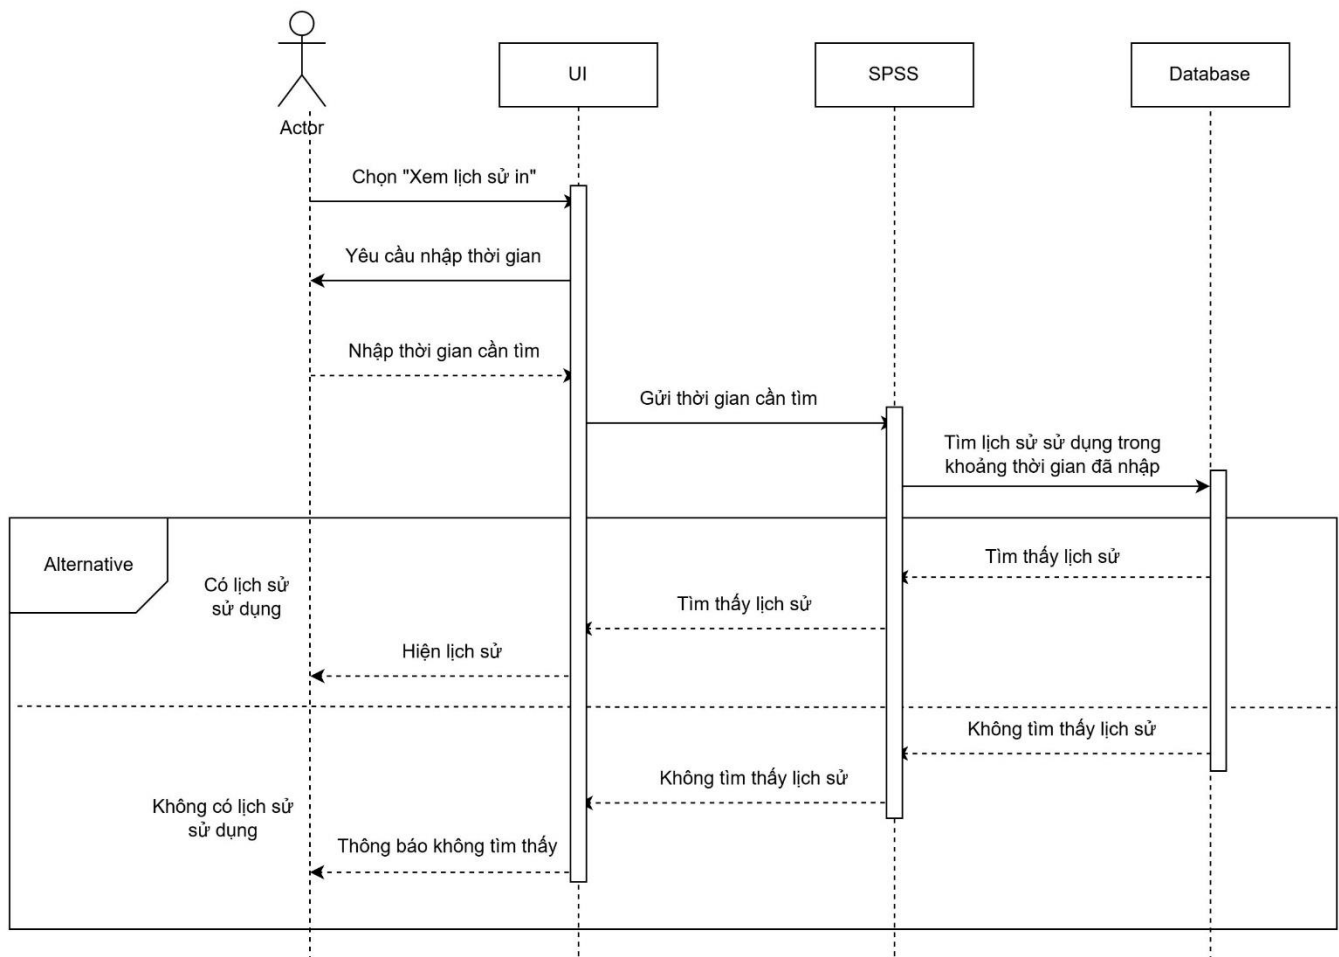 Actor
UI
SPSS
Database
Chọn "Xem lịch sử in"
Yêu cầu nhập thời gian
Nhập thời gian cần tìm
Gửi thời gian cần tìm
Tìm lịch sử sử dụng trong
khoảng thời gian đã nhập
Alternative
Có lịch sử
sử dụng
Tìm thấy lịch sử
Tìm thấy lịch sử
Hiện lịch sử
Không tìm thấy lịch sử
Không tìm thấy lịch sử
Không có lịch sử
sử dụng
Thông báo không tìm thấy